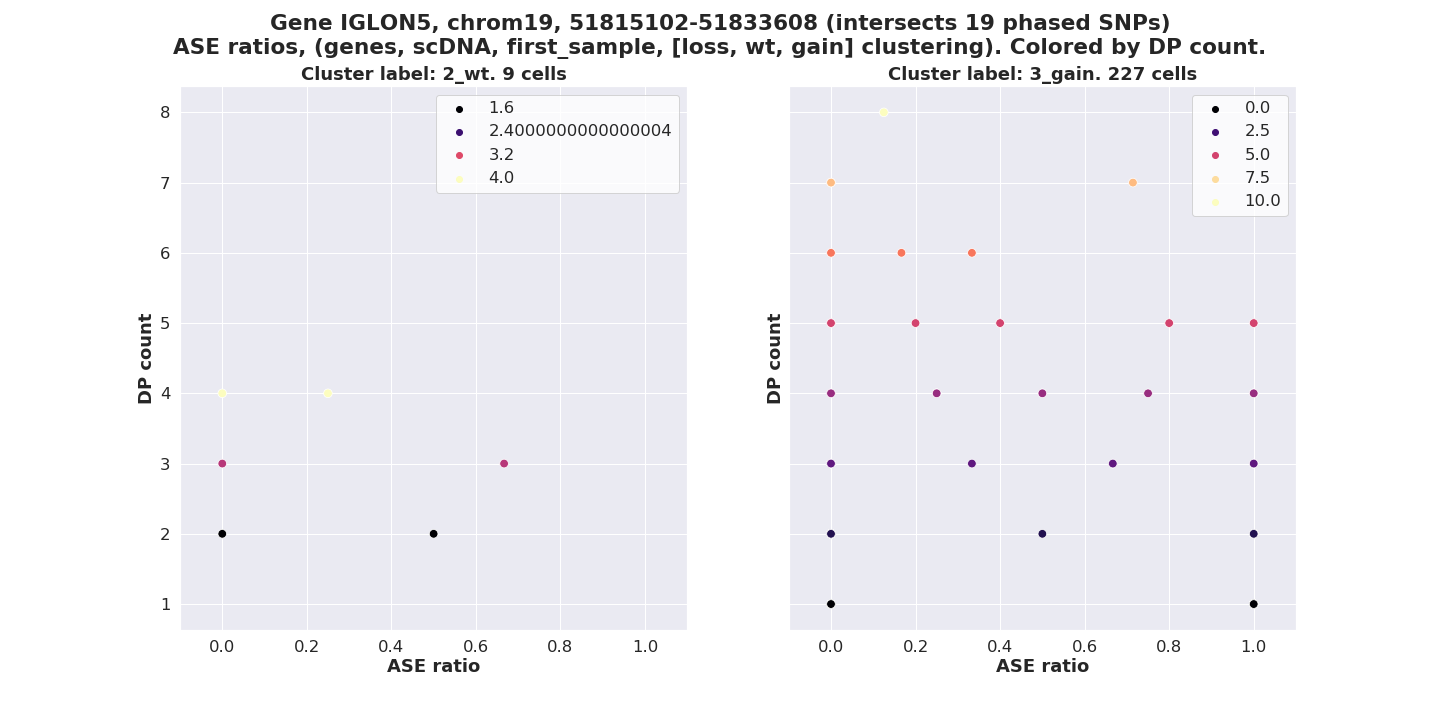 Gene IGLON5, chrom19, 51815102-51833608 (intersects 19 phased SNPs)
ASE ratios, (genes, scDNA, first_sample, [loss, wt, gain] clustering). Colored by DP count.
Cluster label: 2_wt. 9 cells
1.6
2.4000000000000004
3.2
4.0
8
7
6
5
4
3
2
1
DP count
0.0 0.2 0.4 0.6 0.8 1.0
ASE ratio
Cluster label: 3_gain. 227 cells
0.0
2.5
5.0
7.5
10.0
DP count
0.0 0.2 0.4 0.6 0.8 1.0
ASE ratio